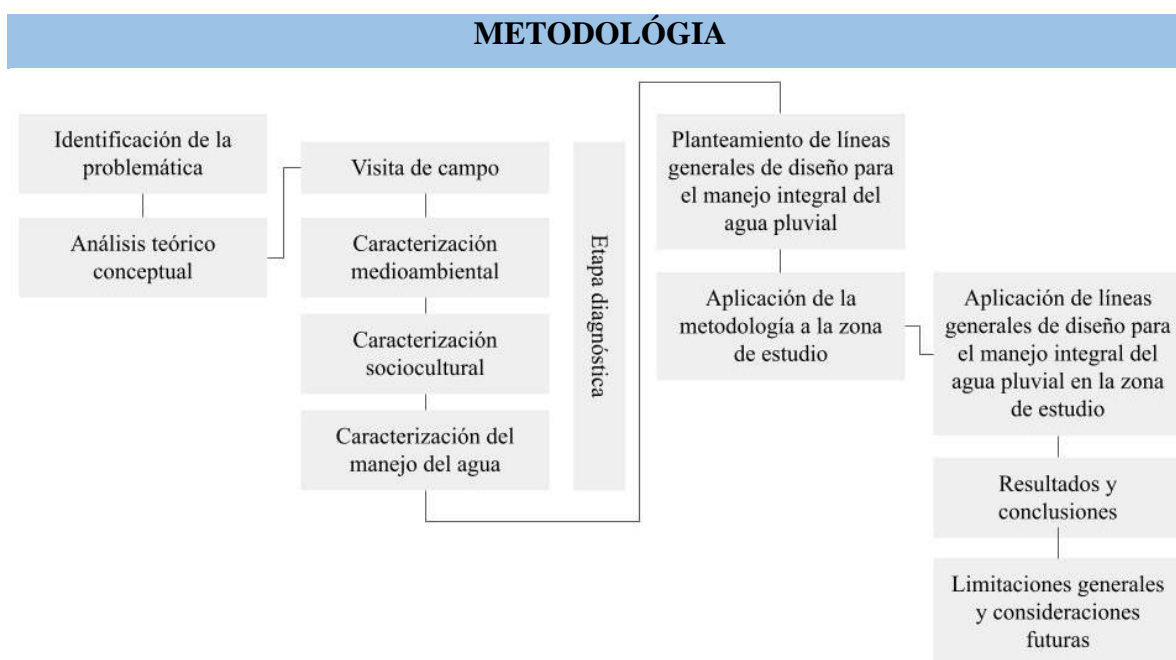 METODOLÓGIA
Identificación de la
problemática
Análisis teórico
conceptual
Visita de campo
Caracterización
medioambiental
Caracterización
sociocultural
Caracterización del
manejo del agua
Etapa diagnóstica
Planteamiento de líneas
generales de diseño para
el manejo integral del
agua pluvial
Aplicación de la
metodología a la zona
de estudio
Aplicación de líneas
generales de diseño para
el manejo integral del
agua pluvial en la zona
de estudio
Resultados y
conclusiones
Limitaciones generales
y consideraciones
futuras